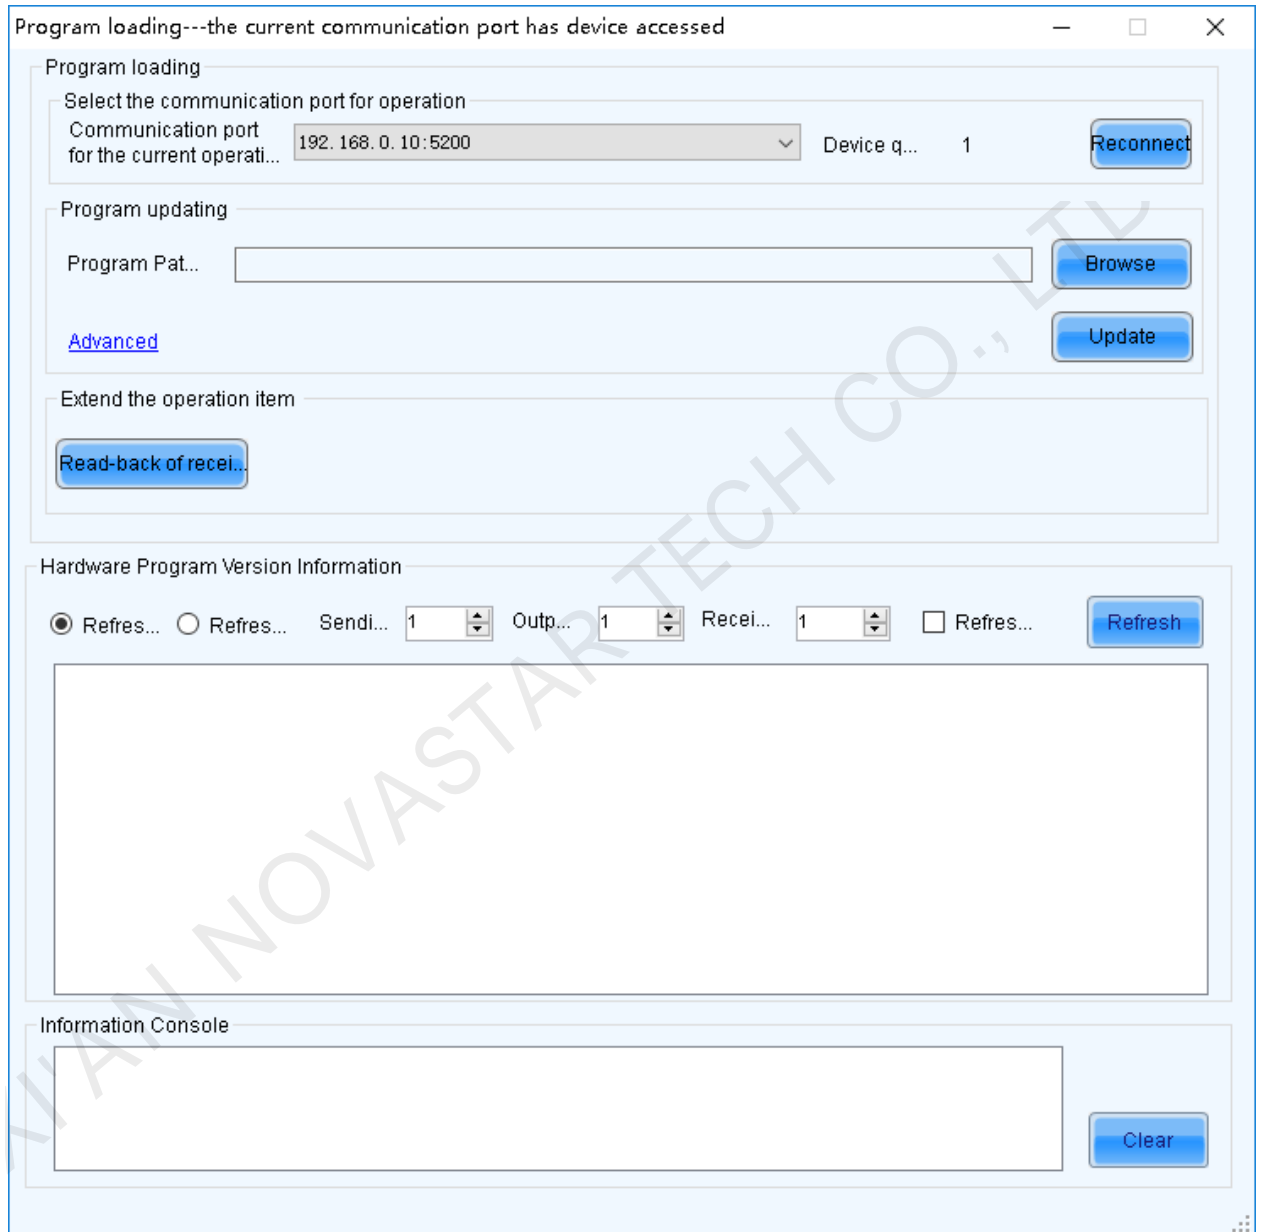 Program loading---the current communication port has device accessed
Program loading
Select the communication port for operation
Communication port
for the current operati...
192.168.0.10:5200
Device q...
1
Reconnect
Program updating
Program Pat...
Browse
Advanced
Update
Extend the operation item
Read-back of recei...
Hardware Program Version Information
Refres...
Refres...
Sendi...
1
Outp...
1
Recei...
1
Refres...
Refresh
Information Console
Clear
XI'AN NOVASTAR TECH CO., LTD